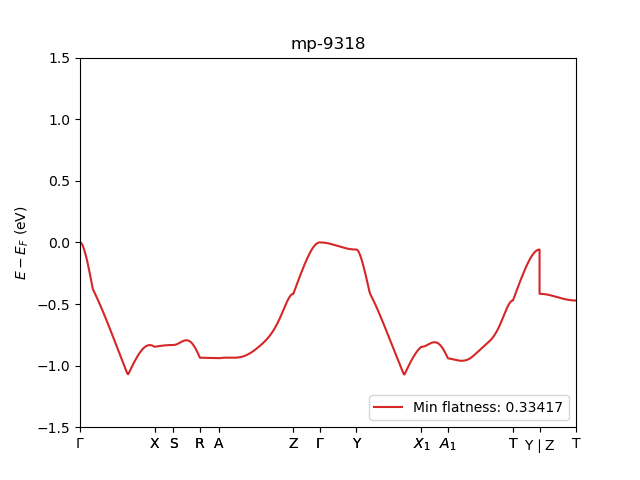 mp-9318
1.5
1.0
0.5
0.0
−0.5
−1.0
−1.5
E − E_F (eV)
Min flatness: 0.33417
Γ X S R A Z Γ Y X₁ A₁ T Y | Z T